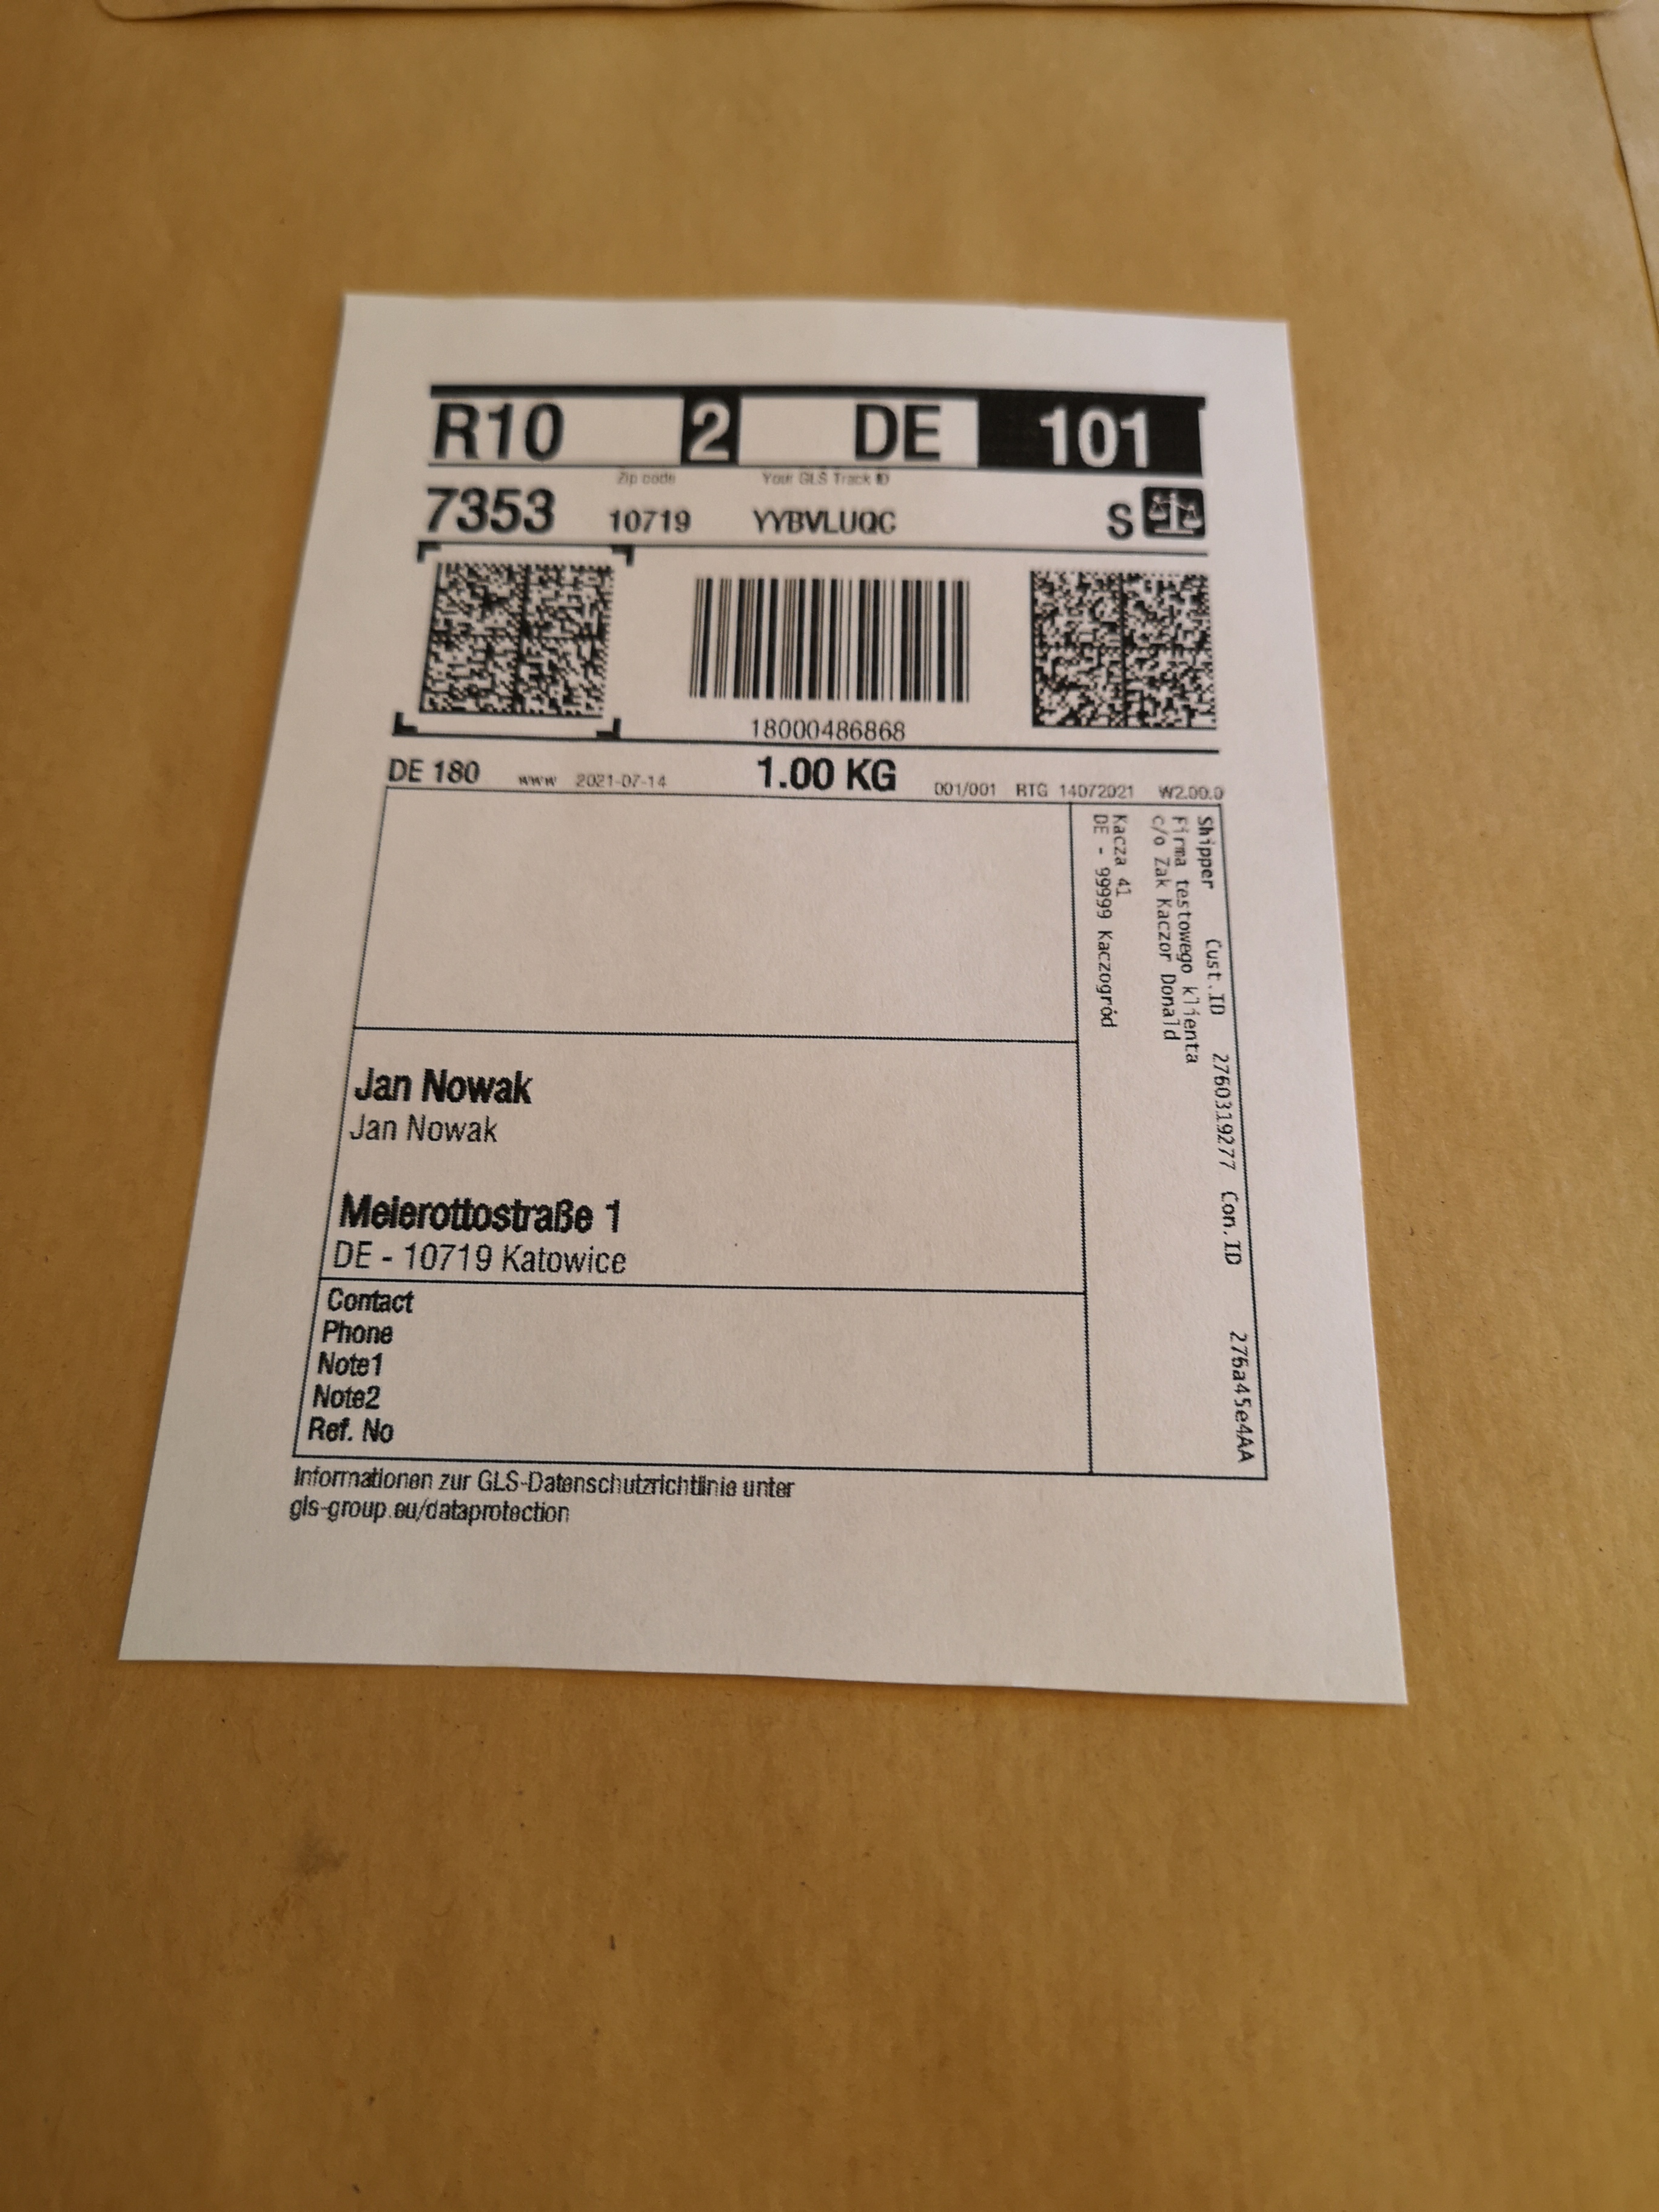 R10 2 DE 101
Zip code Your GLS Track ID
7353 10719 YYBVLUQC S
18000486868
DE 180 www 2021-07-14 1.00 KG 001/001 RTG 14072021 W2.00.0
Shipper Cust.ID 2760319277 Con.ID 276a45e4AA
Firma testowego klienta
c/o Zak Kaczor Donald
Kacza 41
DE - 99999 Kaczogród
Jan Nowak
Jan Nowak
Meierottostraße 1
DE - 10719 Katowice
Contact
Phone
Note1
Note2
Ref. No
Informationen zur GLS-Datenschutzrichtlinie unter
gls-group.eu/dataprotection